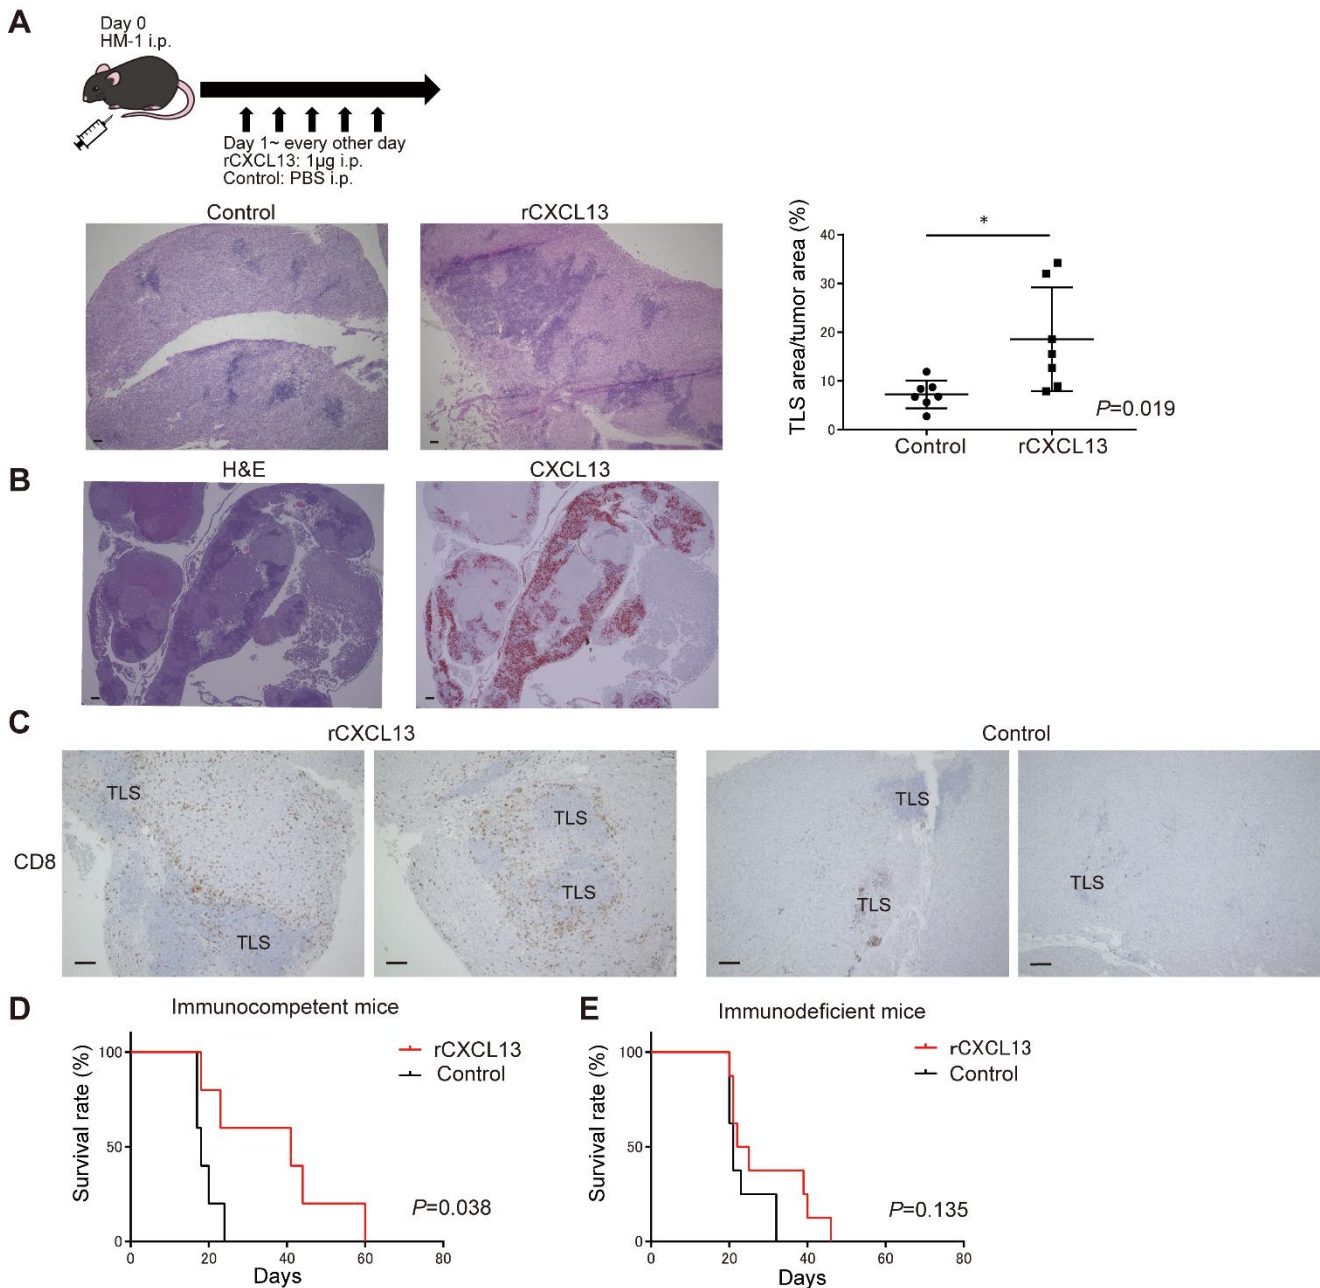 A
Day 0
HM-1 i.p.
Day 1~ every other day
rCXCL13: 1µg i.p.
Control: PBS i.p.
Control
rCXCL13
TLS area/tumor area (%)
40
30
20
10
0
*
P=0.019
Control
rCXCL13
B
H&E
CXCL13
C
rCXCL13
Control
CD8
TLS
TLS
TLS
TLS
TLS
TLS
TLS
D
Immunocompetent mice
Survival rate (%)
100
50
0
rCXCL13
Control
P=0.038
0
20
40
60
80
Days
E
Immunodeficient mice
Survival rate (%)
100
50
0
rCXCL13
Control
P=0.135
0
20
40
60
80
Days